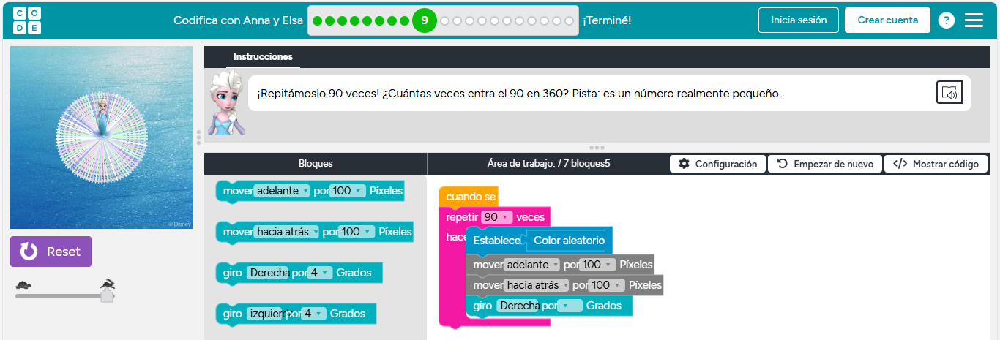 C O
D E
Codifica con Anna y Elsa
9
¡Terminé!
Inicia sesión
Crear cuenta
?
Instrucciones
¡Repitámoslo 90 veces! ¿Cuántas veces entra el 90 en 360? Pista: es un número realmente pequeño.
© Disney
Reset
Bloques
Área de trabajo: / 7 bloques5
Configuración
Empezar de nuevo
</> Mostrar código
mover adelante por 100 Píxeles
mover hacia atrás por 100 Píxeles
giro Derecha por 4 Grados
giro izquierda por 4 Grados
cuando se
repetir 90 veces
hace
Establece Color aleatorio
mover adelante por 100 Píxeles
mover hacia atrás por 100 Píxeles
giro Derecha por Grados